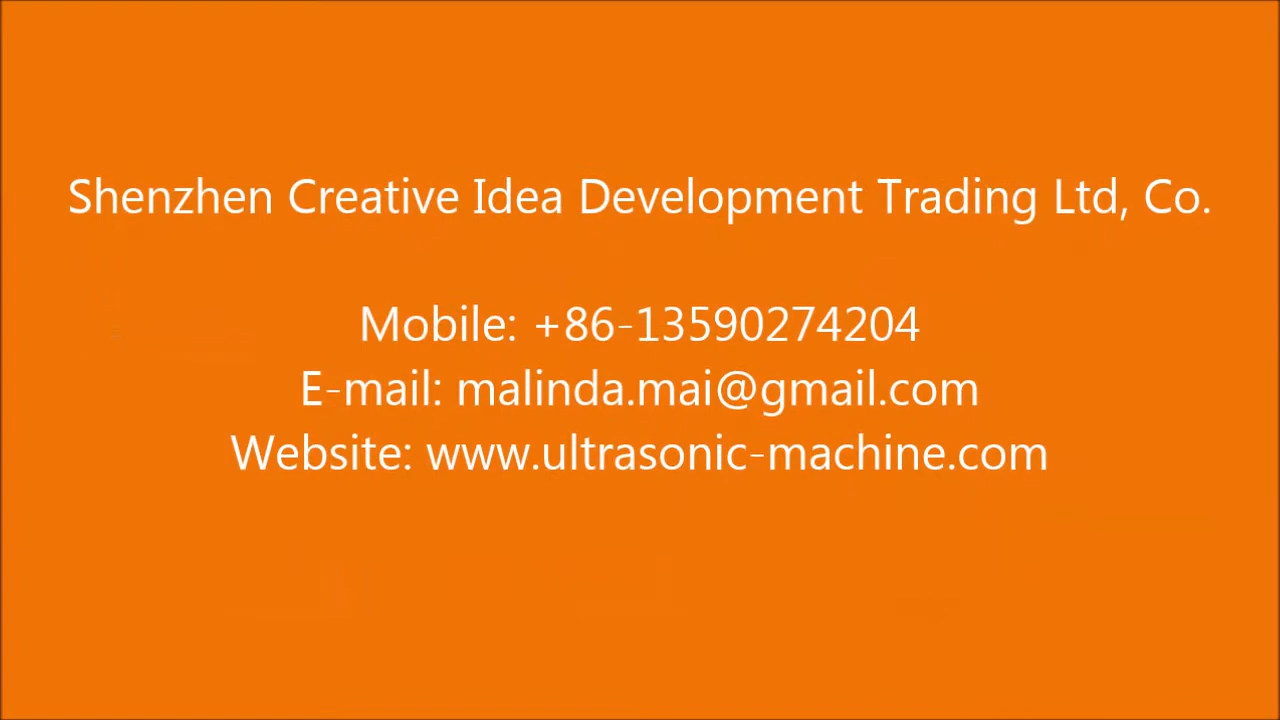 Shenzhen Creative Idea Development Trading Ltd, Co.
Mobile: +86-13590274204
E-mail: malinda.mai@gmail.com
Website: www.ultrasonic-machine.com